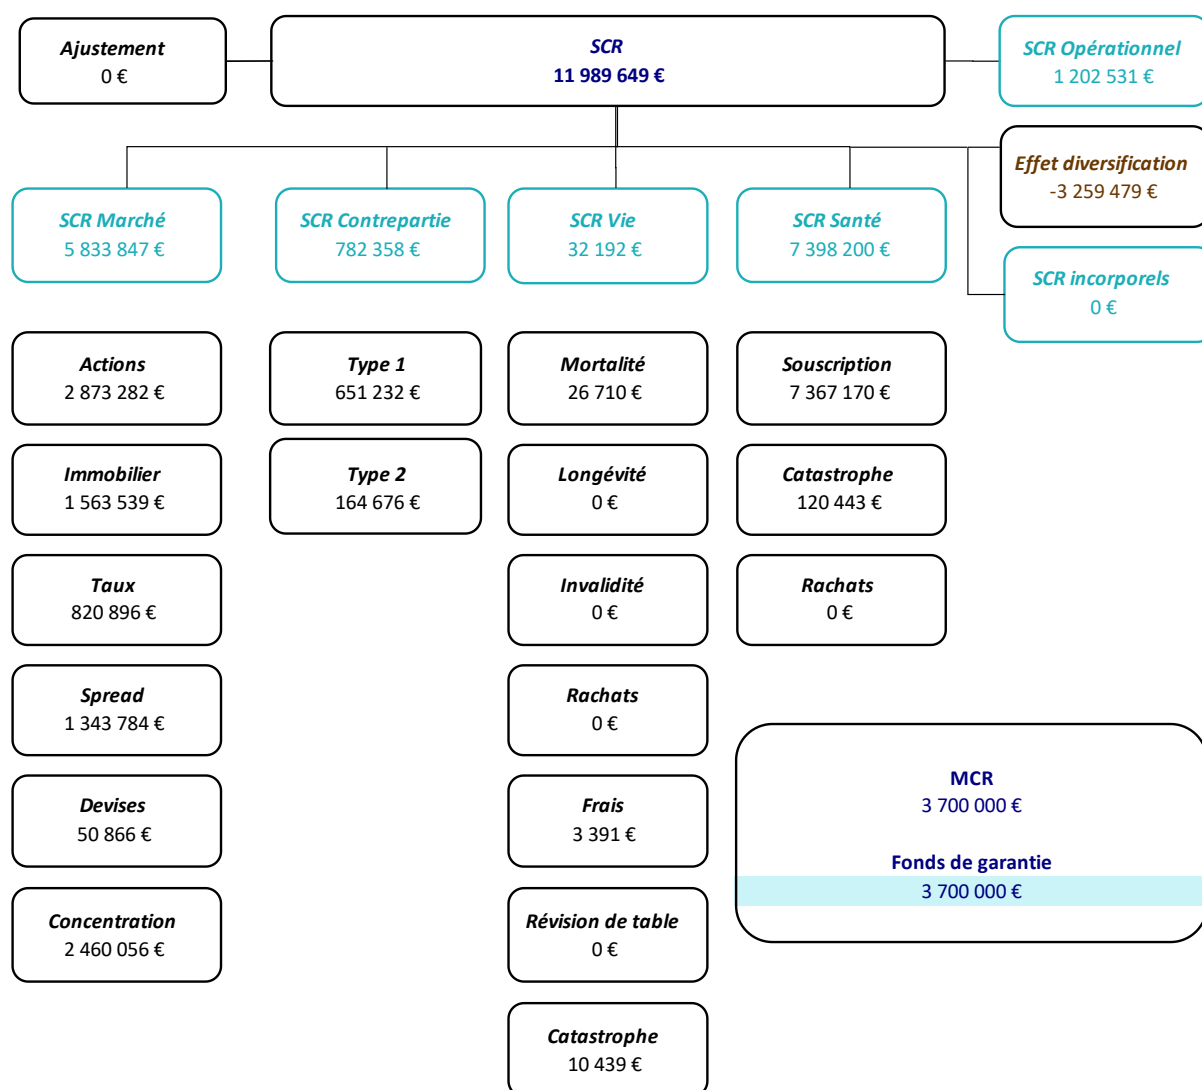 Ajustement
0 €
SCR
11 989 649 €
SCR Opérationnel
1 202 531 €
Effet diversification
-3 259 479 €
SCR Marché
5 833 847 €
SCR Contrepartie
782 358 €
SCR Vie
32 192 €
SCR Santé
7 398 200 €
SCR incorporels
0 €
Actions
2 873 282 €
Type 1
651 232 €
Mortalité
26 710 €
Souscription
7 367 170 €
Immobilier
1 563 539 €
Type 2
164 676 €
Longévité
0 €
Catastrophe
120 443 €
Taux
820 896 €
Invalidité
0 €
Rachats
0 €
Spread
1 343 784 €
Rachats
0 €
Devises
50 866 €
Frais
3 391 €
MCR
3 700 000 €
Fonds de garantie
3 700 000 €
Concentration
2 460 056 €
Révision de table
0 €
Catastrophe
10 439 €